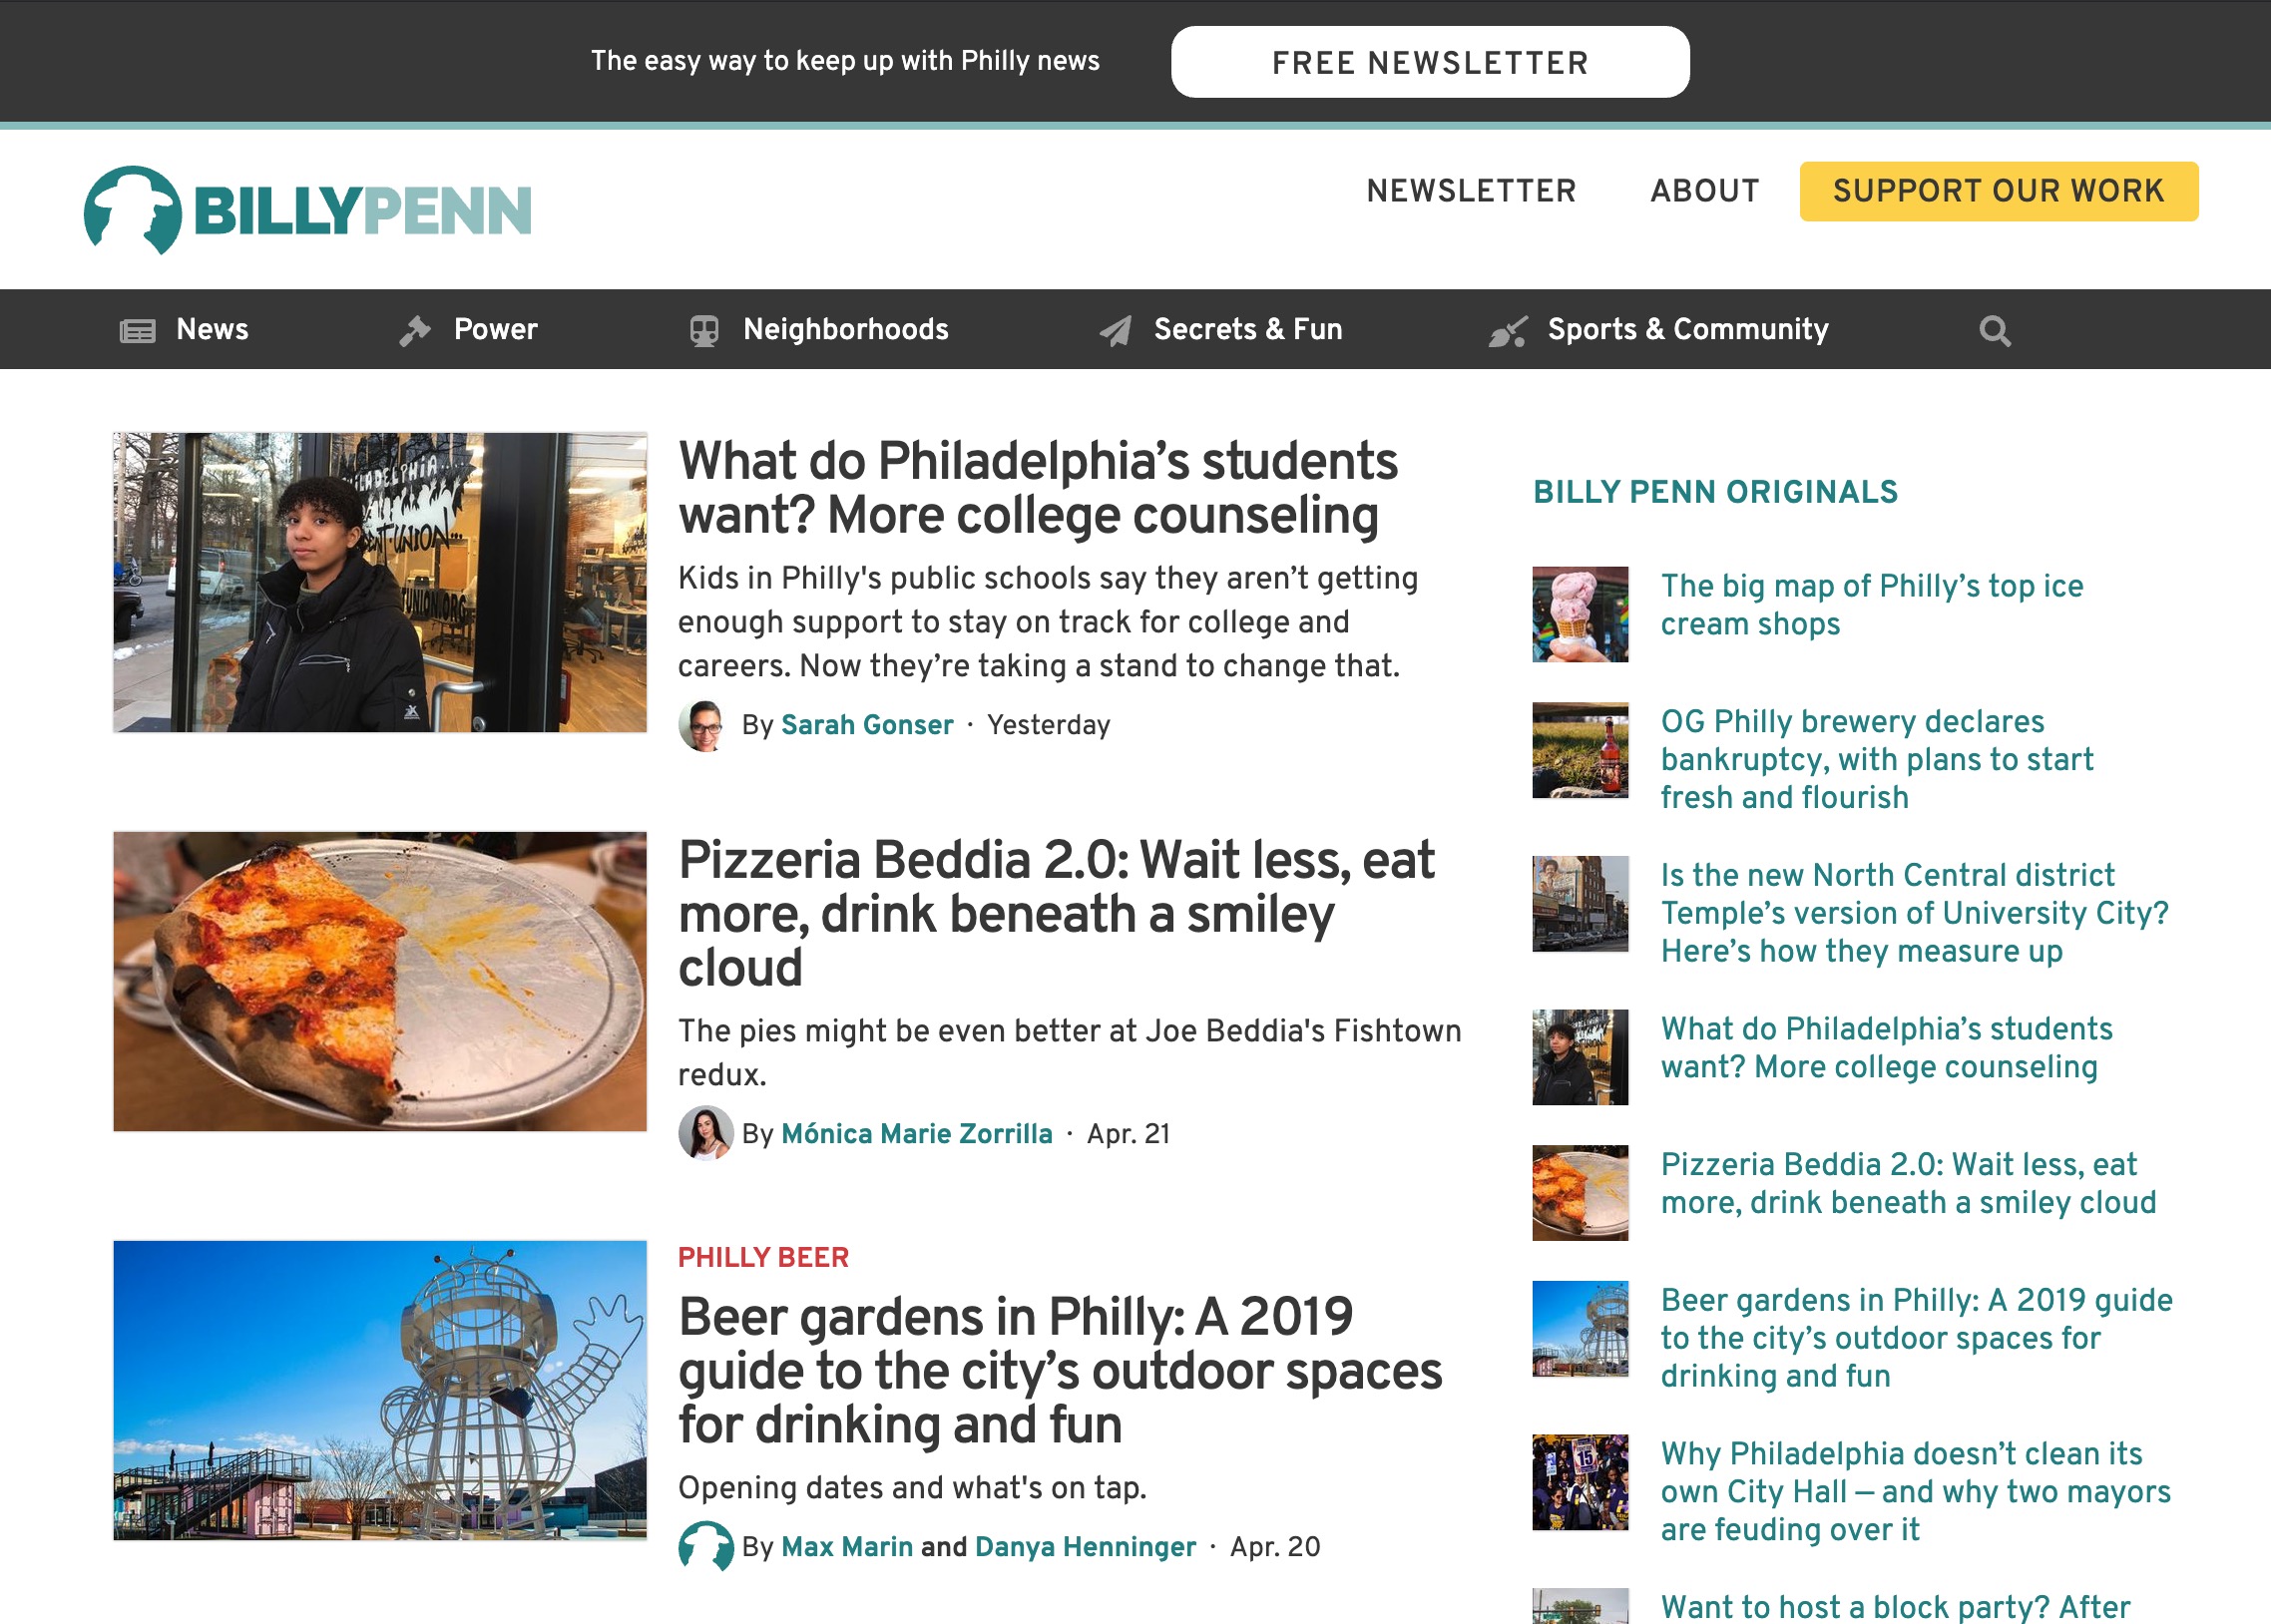 The easy way to keep up with Philly news
FREE NEWSLETTER
BILLYPENN
NEWSLETTER
ABOUT
SUPPORT OUR WORK
News
Power
Neighborhoods
Secrets & Fun
Sports & Community
What do Philadelphia’s students
want? More college counseling
Kids in Philly's public schools say they aren’t getting
enough support to stay on track for college and
careers. Now they’re taking a stand to change that.
By Sarah Gonser · Yesterday
Pizzeria Beddia 2.0: Wait less, eat
more, drink beneath a smiley
cloud
The pies might be even better at Joe Beddia's Fishtown
redux.
By Mónica Marie Zorrilla · Apr. 21
PHILLY BEER
Beer gardens in Philly: A 2019
guide to the city’s outdoor spaces
for drinking and fun
Opening dates and what's on tap.
By Max Marin and Danya Henninger · Apr. 20
BILLY PENN ORIGINALS
The big map of Philly’s top ice
cream shops
OG Philly brewery declares
bankruptcy, with plans to start
fresh and flourish
Is the new North Central district
Temple’s version of University City?
Here’s how they measure up
What do Philadelphia’s students
want? More college counseling
Pizzeria Beddia 2.0: Wait less, eat
more, drink beneath a smiley cloud
Beer gardens in Philly: A 2019 guide
to the city’s outdoor spaces for
drinking and fun
Why Philadelphia doesn’t clean its
own City Hall — and why two mayors
are feuding over it
15
Want to host a block party? After